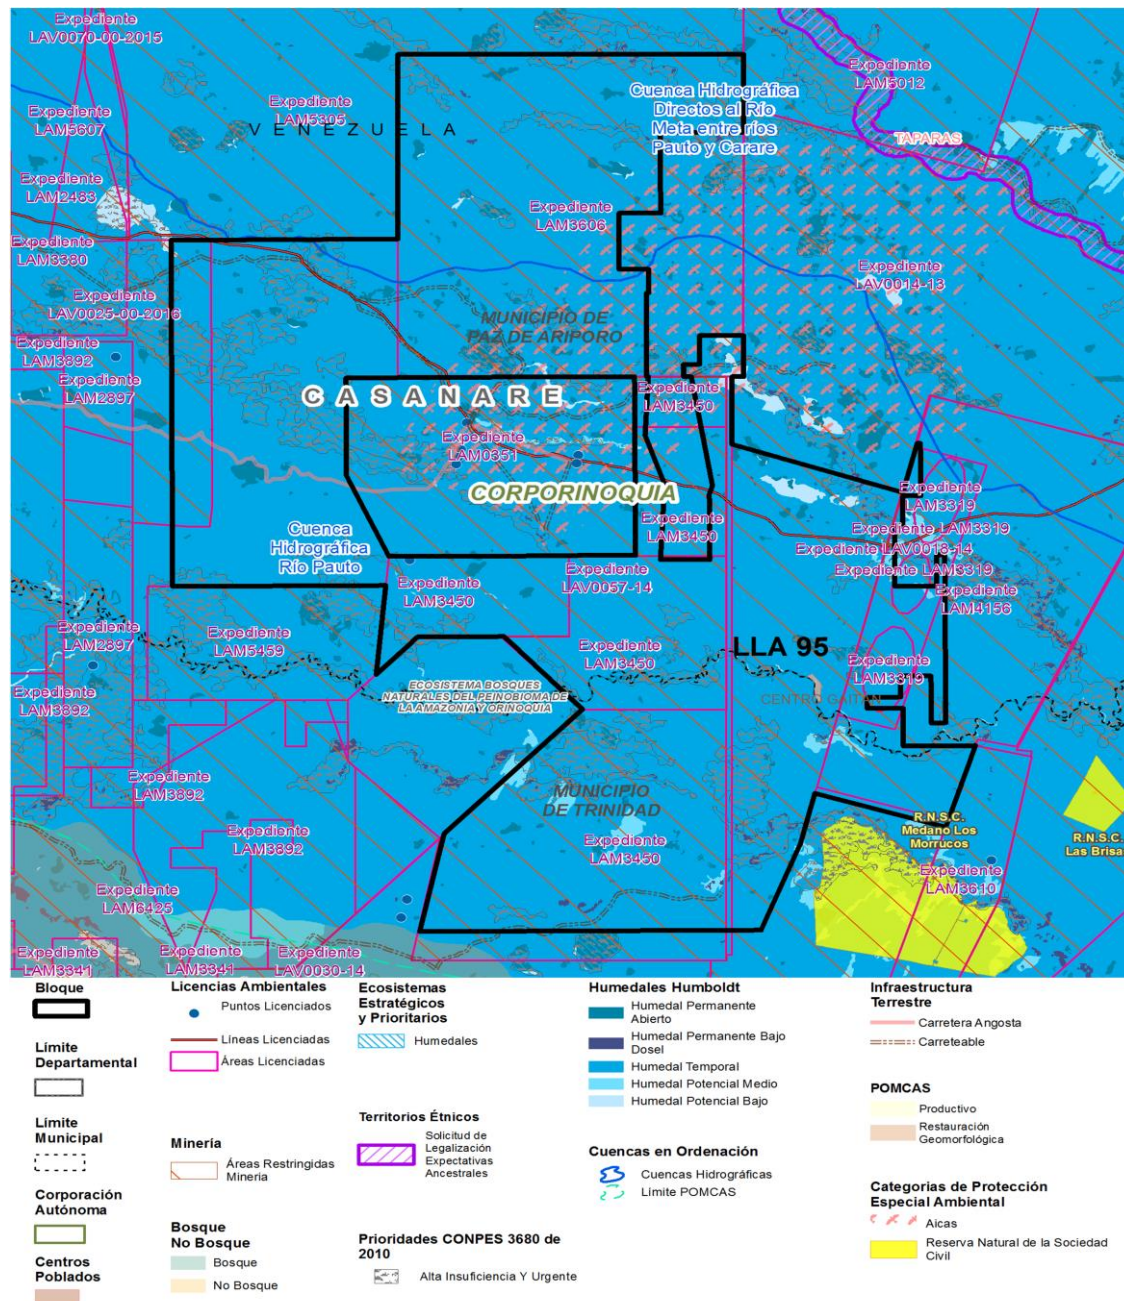 Expediente
LAV0070-00-2015
Expediente
LAM5607
Expediente
LAM5305
VENEZUELA
Cuenca Hidrográfica
Directos al Río
Meta entre ríos
Pauto y Carare
Expediente
LAM5012
TAPARAS
Expediente
LAM2483
Expediente
LAM3380
Expediente
LAM3606
Expediente
LAV0014-13
Expediente
LAV0025-00-2016
MUNICIPIO DE
PAZ DE ARIPORO
Expediente
LAM3892
Expediente
LAM2897
CASANARE
Expediente
LAM3450
Expediente
LAM0351
CORPORINOQUIA
Expediente
LAM3319
Expediente
LAM3450
Expediente LAM3319
Expediente LAV0018-14
Expediente LAM3319
Cuenca
Hidrográfica
Río Pauto
Expediente
LAM3450
Expediente
LAV0057-14
Expediente
LAM4156
Expediente
LAM2897
Expediente
LAM5459
Expediente
LAM3450
LLA 95
Expediente
LAM3319
Expediente
LAM3892
ECOSISTEMA BOSQUES
NATURALES DEL PEINOBIOMA DE
LA AMAZONIA Y ORINOQUIA
CENTRO GAITAN
Expediente
LAM3892
MUNICIPIO
DE TRINIDAD
Expediente
LAM3892
Expediente
LAM3450
R.N.S.C.
Medano Los
Morrucos
R.N.S.C.
Las Brisa
Expediente
LAM6425
Expediente
LAM3610
Expediente
LAM3341
Expediente
LAM3341
Expediente
LAV0030-14
Bloque
Límite
Departamental
Límite
Municipal
Corporación
Autónoma
Centros
Poblados
Licencias Ambientales
Puntos Licenciados
Líneas Licenciadas
Áreas Licenciadas
Minería
Áreas Restringidas
Mineria
Bosque
No Bosque
Bosque
No Bosque
Ecosistemas
Estratégicos
y Prioritarios
Humedales
Territorios Étnicos
Solicitud de
Legalización
Expectativas
Ancestrales
Prioridades CONPES 3680 de
2010
Alta Insuficiencia Y Urgente
Humedales Humboldt
Humedal Permanente
Abierto
Humedal Permanente Bajo
Dosel
Humedal Temporal
Humedal Potencial Medio
Humedal Potencial Bajo
Cuencas en Ordenación
Cuencas Hidrográficas
Límite POMCAS
Infraestructura
Terrestre
Carretera Angosta
Carreteable
POMCAS
Productivo
Restauración
Geomorfológica
Categorias de Protección
Especial Ambiental
Aicas
Reserva Natural de la Sociedad
Civil